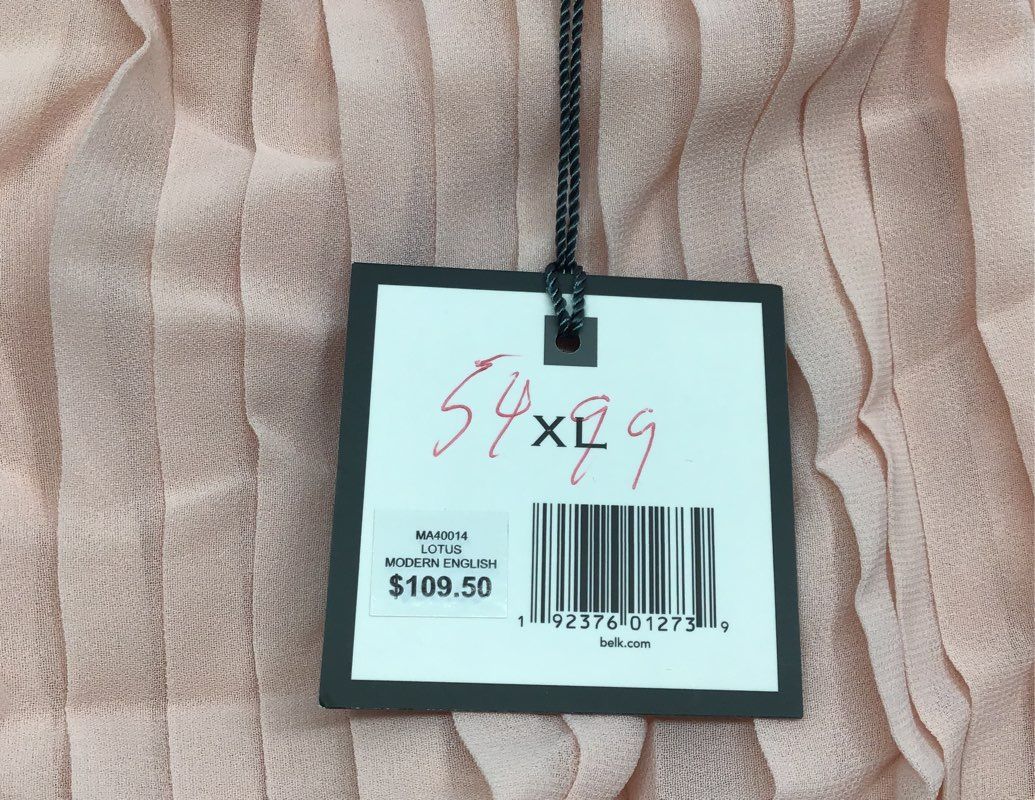 54 99
XL
MA40014
LOTUS
MODERN ENGLISH
$109.50
1 92376 01273 9
belk.com